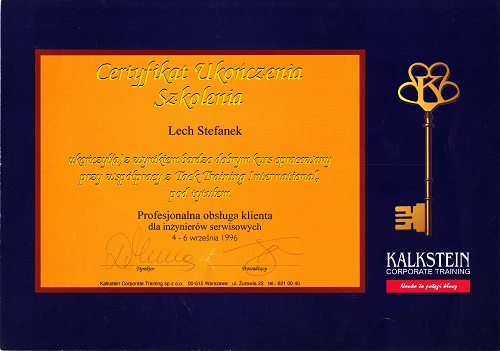 Certyfikat Ukończenia
Szkolenia
Lech Stefanek
ukończył(a) z wynikiem bardzo dobrym kurs opracowany
przy współpracy z Tack Training International,
pod tytułem
Profesjonalna obsługa klienta
dla inżynierów serwisowych
4 - 6 września 1996
Dyrektor Prowadzący
Kalkstein Corporate Training sp z o.o. 00-515 Warszawa ul. Żurawia 22 tel.: 621 00 40
K
KALKSTEIN
CORPORATE TRAINING
Nauka to potęgi klucz